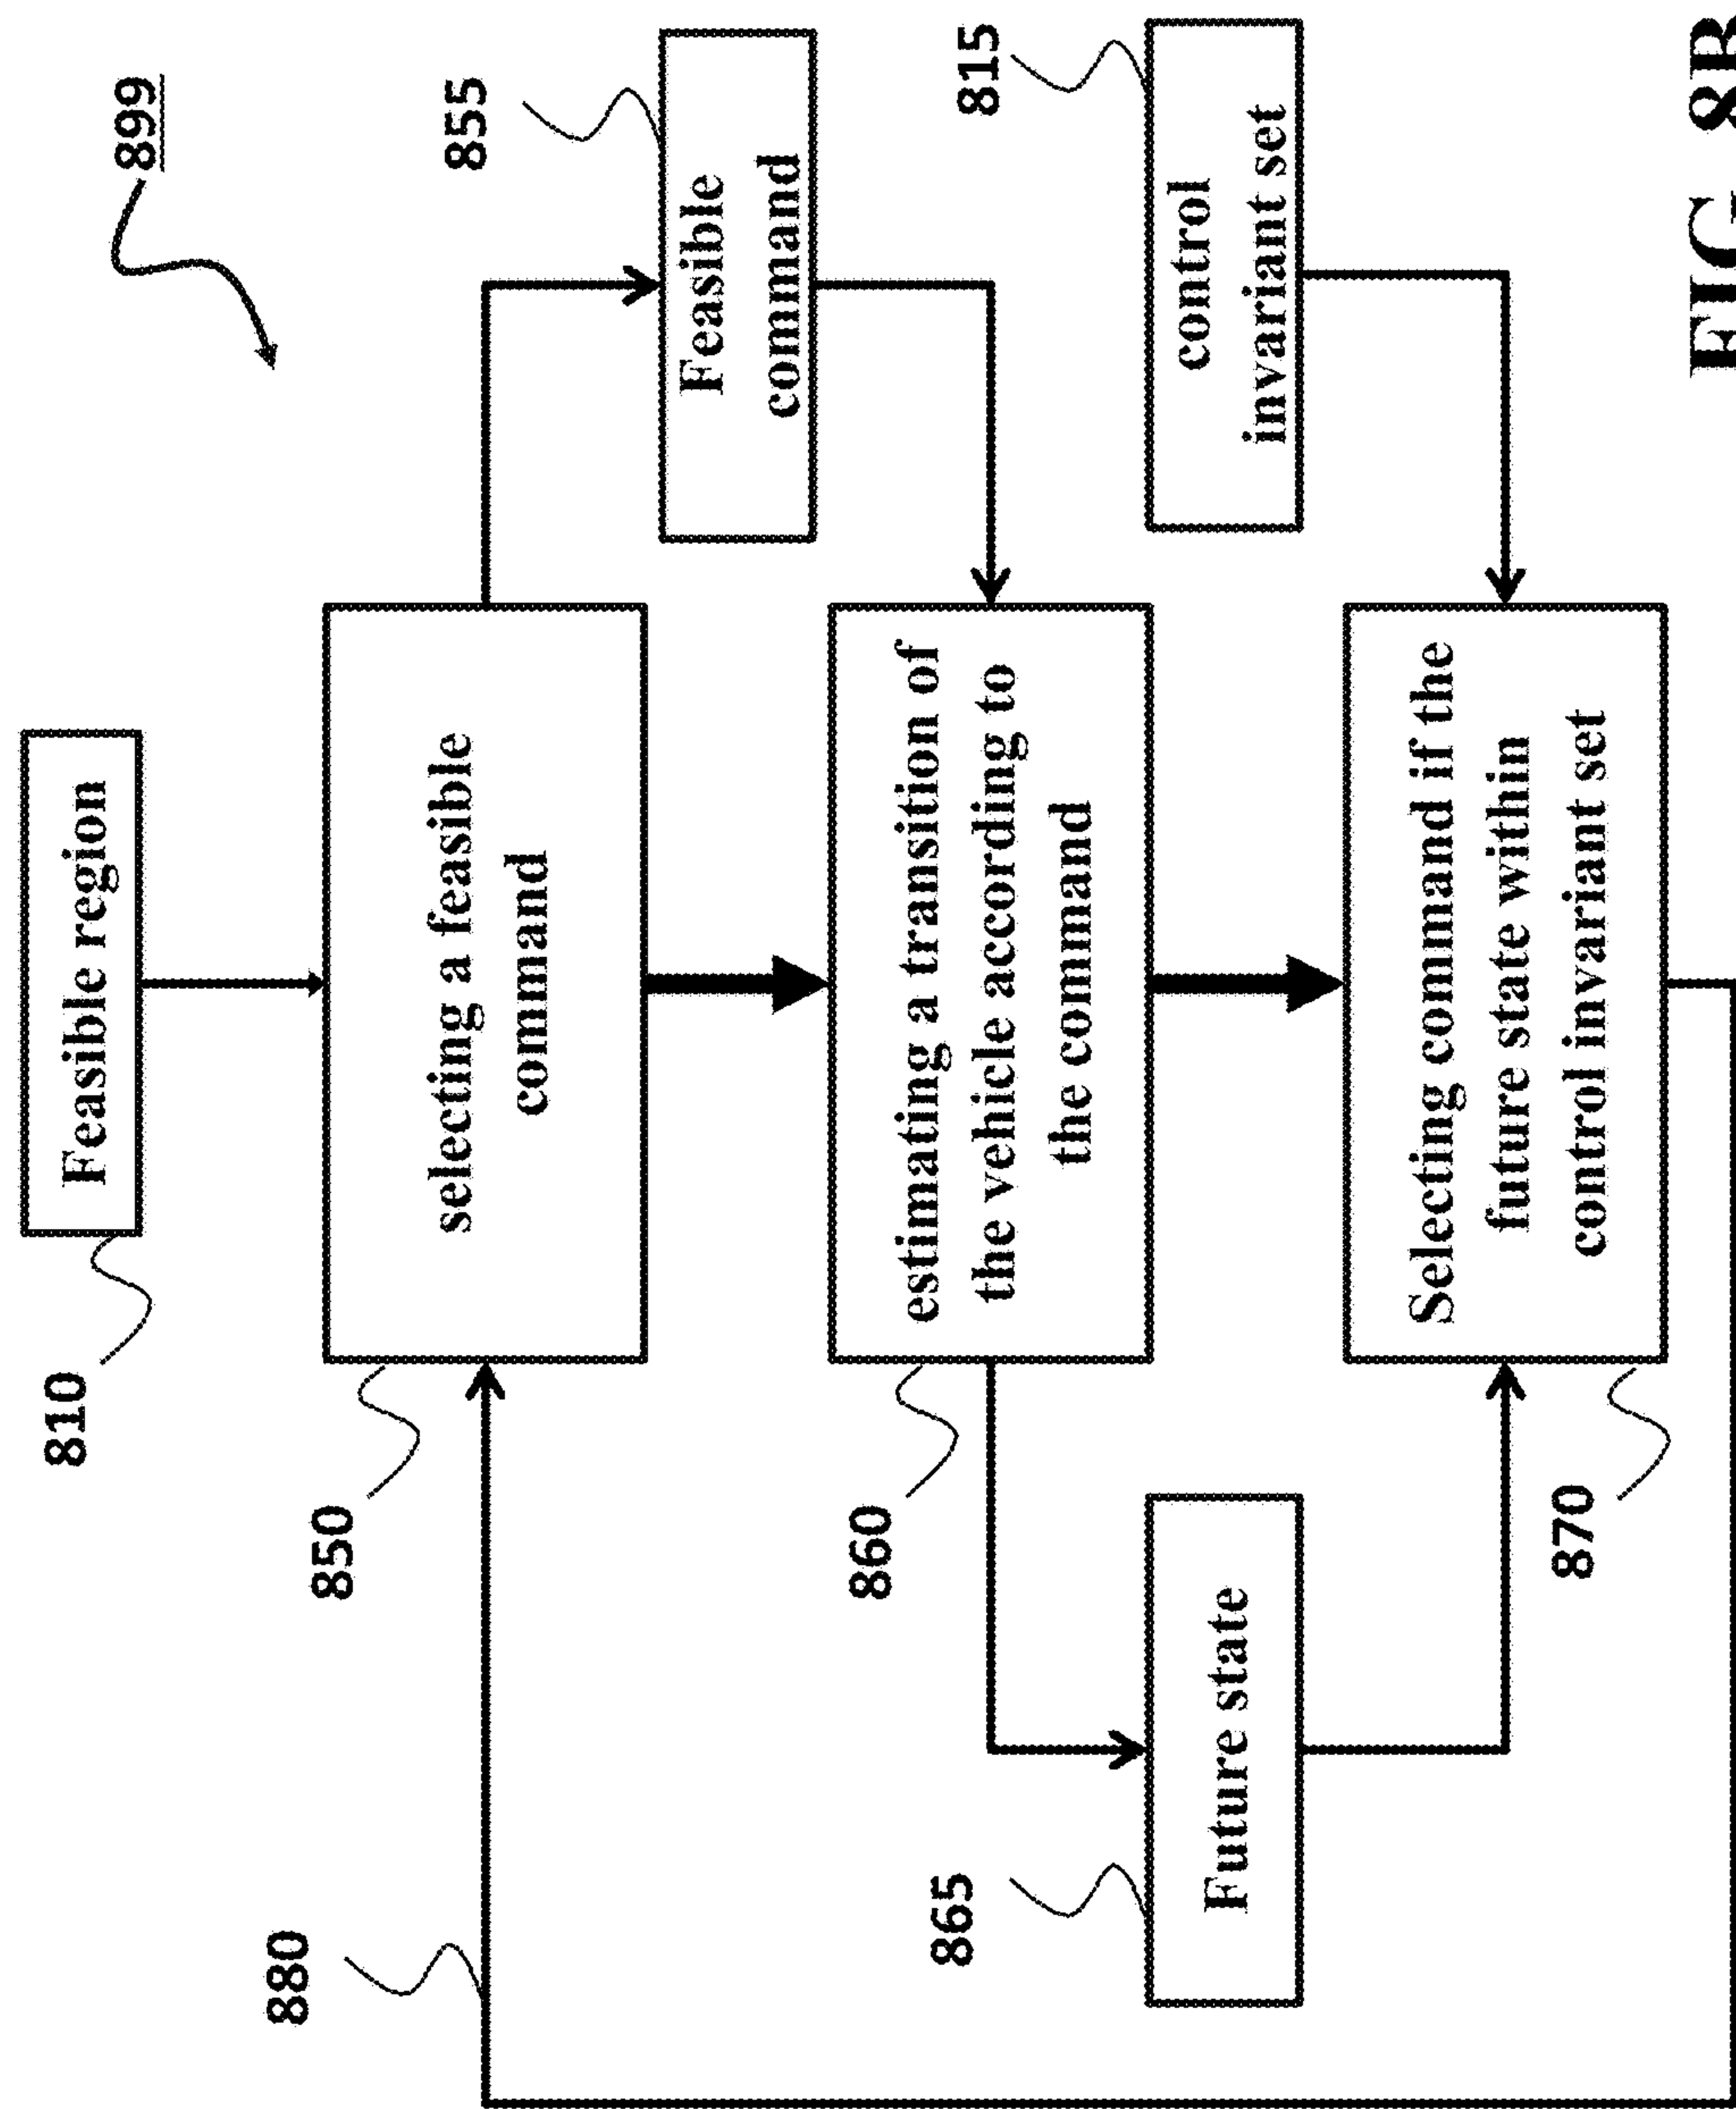 899
810
Feasible region
850
selecting a feasible
command
855
Feasible
command
880
860
estimating a transition of
the vehicle according to
the command
865
Future state
815
control
invariant set
870
Selecting command if the
future state within
control invariant set
FIG. 8B